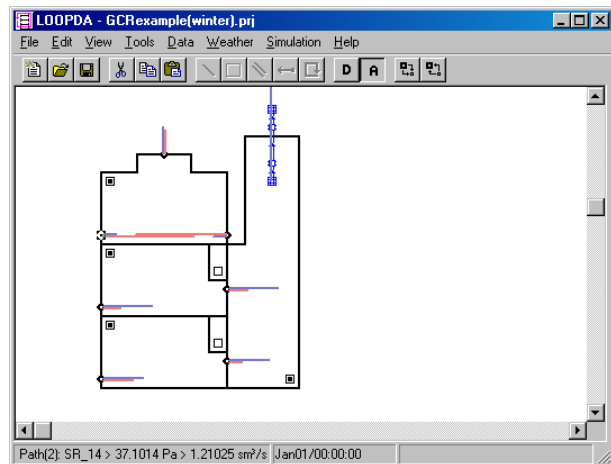 LOOPDA - GCRexample(winter).prj
File Edit View Tools Data Weather Simulation Help
D A
Path(2): SR_14 > 37.1014 Pa > 1.21025 sm³/s Jan01/00:00:00